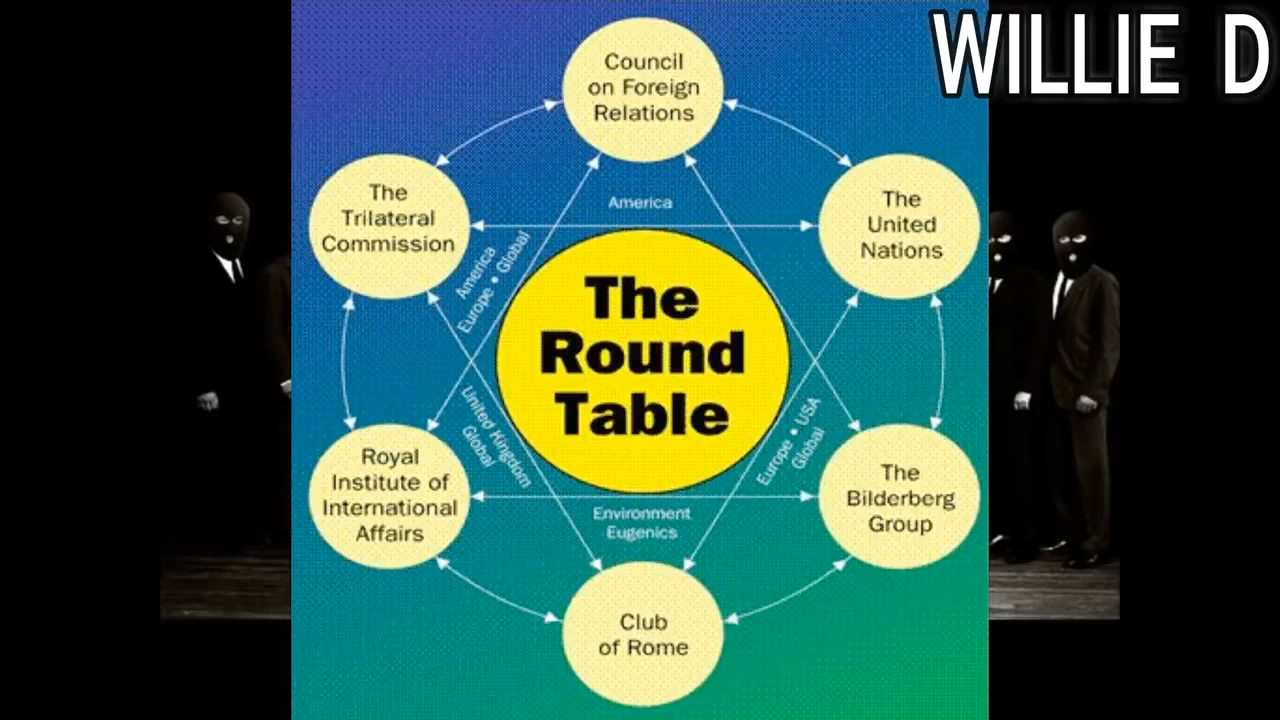 WILLIE D
Council
on Foreign
Relations
The
Trilateral
Commission
The
United
Nations
America
America
Europe • Global
The
Round
Table
United Kingdom
Global
Europe • USA
Global
Royal
Institute of
International
Affairs
The
Bilderberg
Group
Environment
Eugenics
Club
of Rome